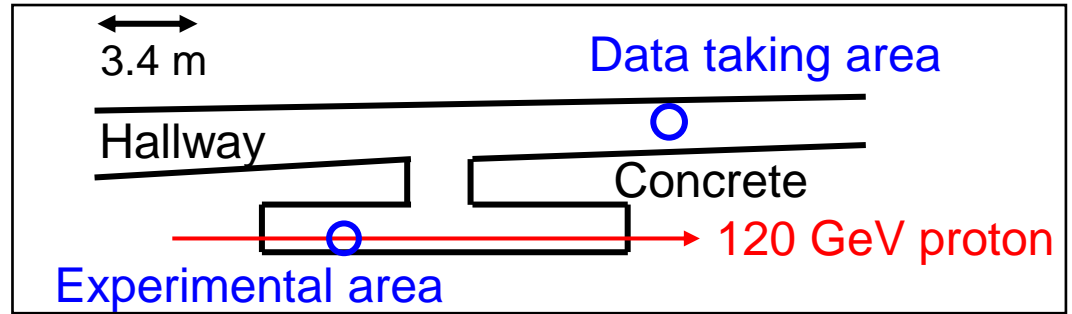 3.4 m
Data taking area
Hallway
Concrete
120 GeV proton
Experimental area